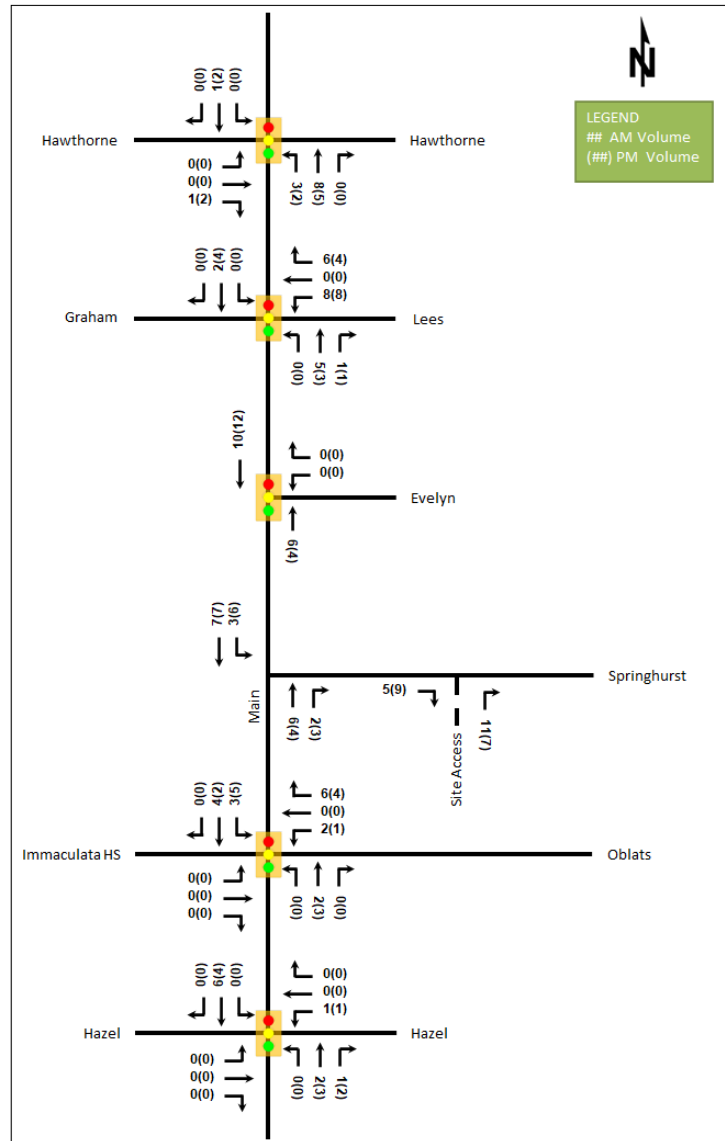 N
LEGEND
## AM Volume
(##) PM Volume
0(0) 1(2) 0(0)
Hawthorne
Hawthorne
0(0)
0(0)
1(2)
3(2) 8(5) 0(0)
0(0) 2(4) 0(0)
6(4)
0(0)
8(8)
Graham
Lees
0(0) 5(3) 1(1)
10(12)
0(0)
0(0)
Evelyn
6(4)
7(7) 3(6)
Springhurst
Main
6(4) 2(3)
5(9)
Site Access
11(7)
0(0) 4(2) 3(5)
6(4)
0(0)
2(1)
Immaculata HS
Oblats
0(0)
0(0)
0(0)
0(0) 2(3) 0(0)
0(0) 6(4) 0(0)
0(0)
0(0)
1(1)
Hazel
Hazel
0(0)
0(0)
0(0)
0(0) 2(3) 1(2)